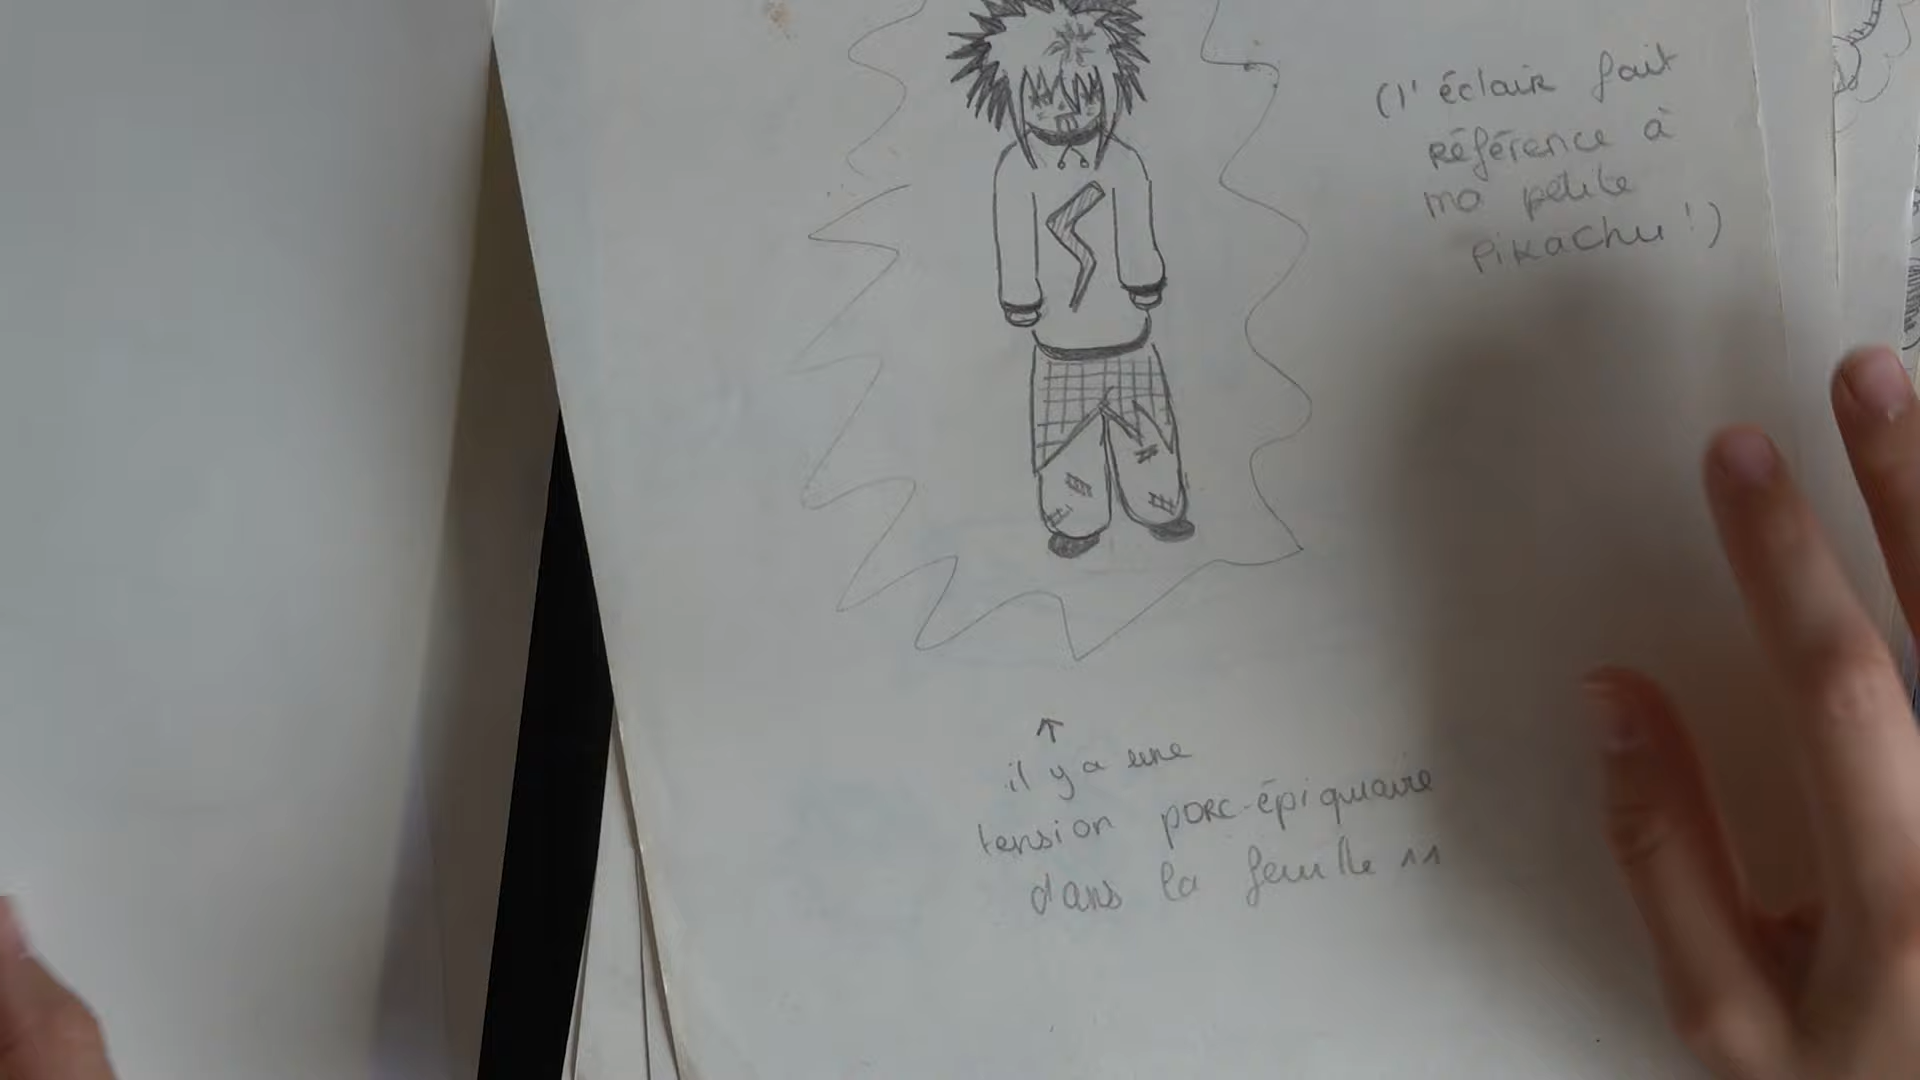 (l'éclair fait
référence à
ma petite
pikachu !)
↑
il y a une
tension porc-épiquaire
dans la feuille ^^